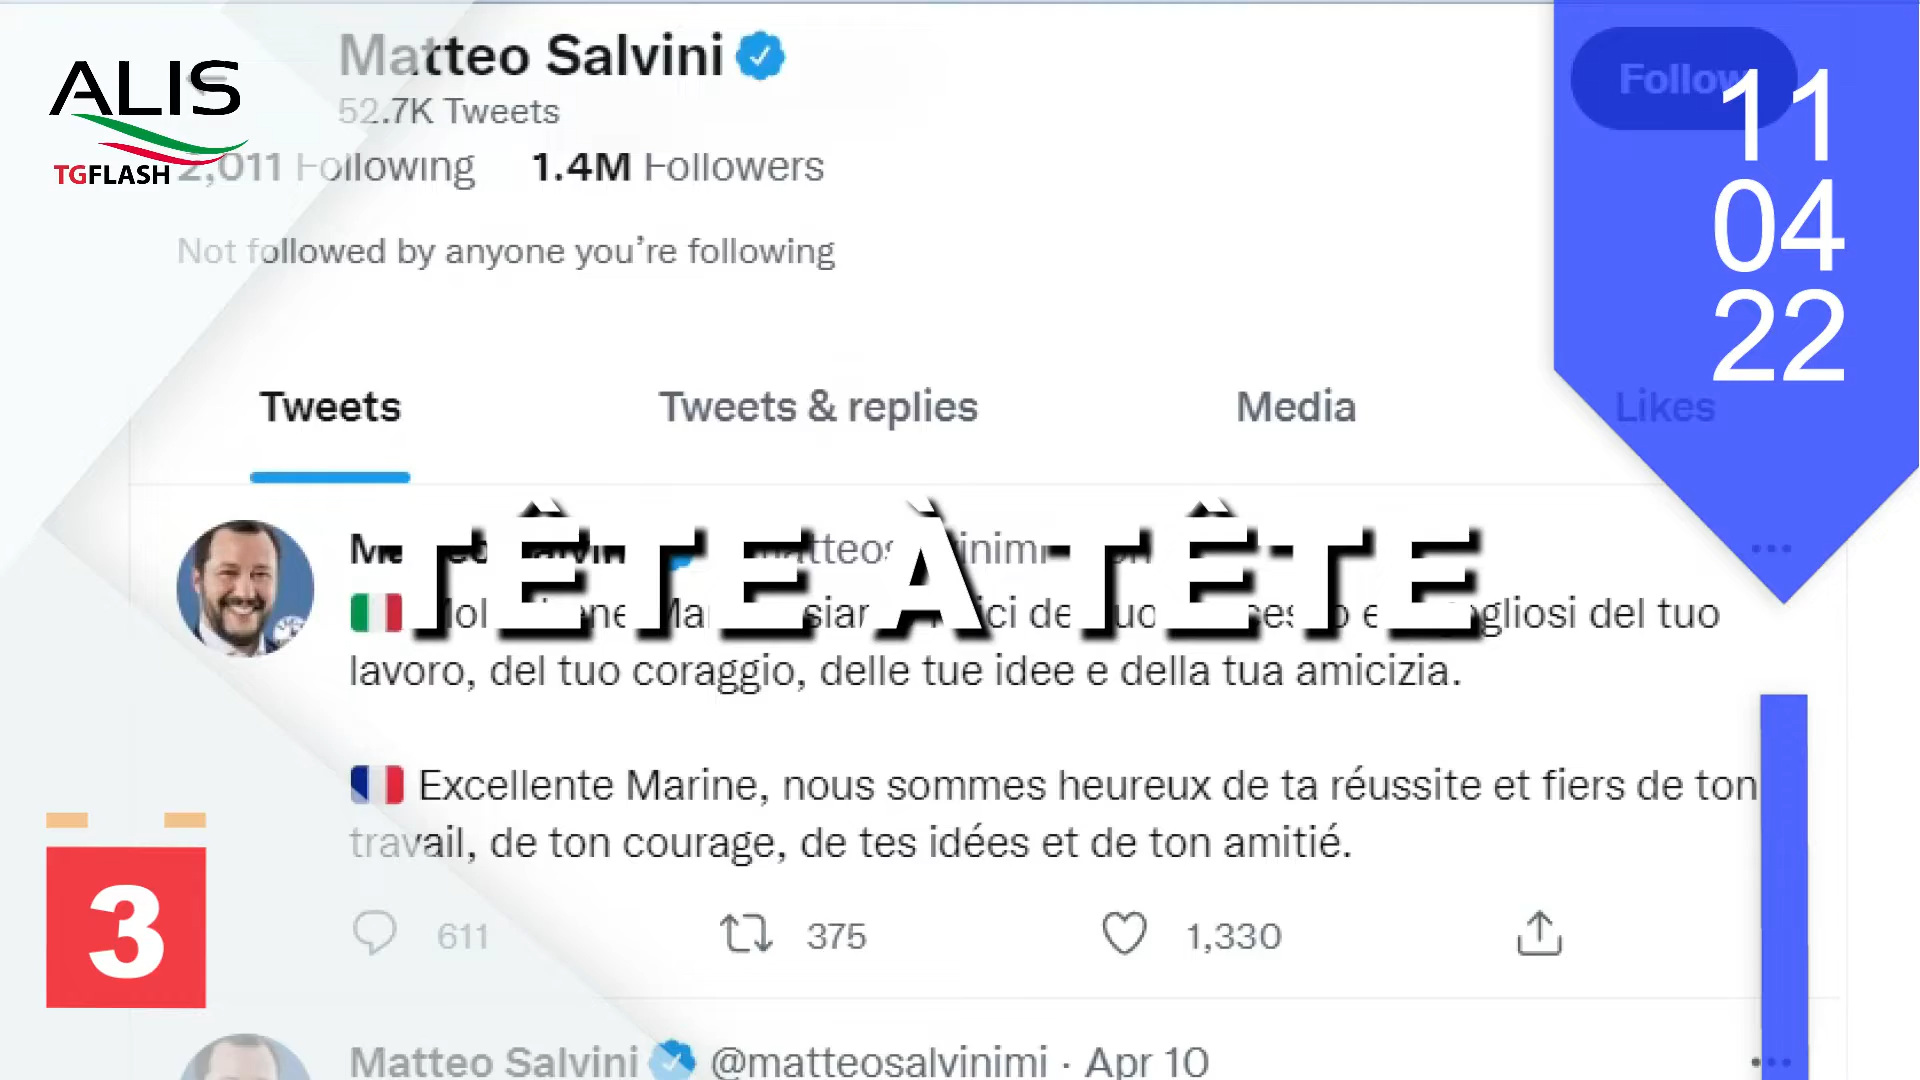 ALIS
TGFLASH
Matteo Salvini
52.7K Tweets
2,011 Following 1.4M Followers
Not followed by anyone you're following
Follow
11
04
22
Tweets Tweets & replies Media Likes
TÊTE À TÊTE
del tuo
lavoro, del tuo coraggio, delle tue idee e della tua amicizia.
Excellente Marine, nous sommes heureux de ta réussite et fiers de ton
travail, de ton courage, de tes idées et de ton amitié.
611 375 1,330
3
Matteo Salvini @matteosalvinimi · Apr 10